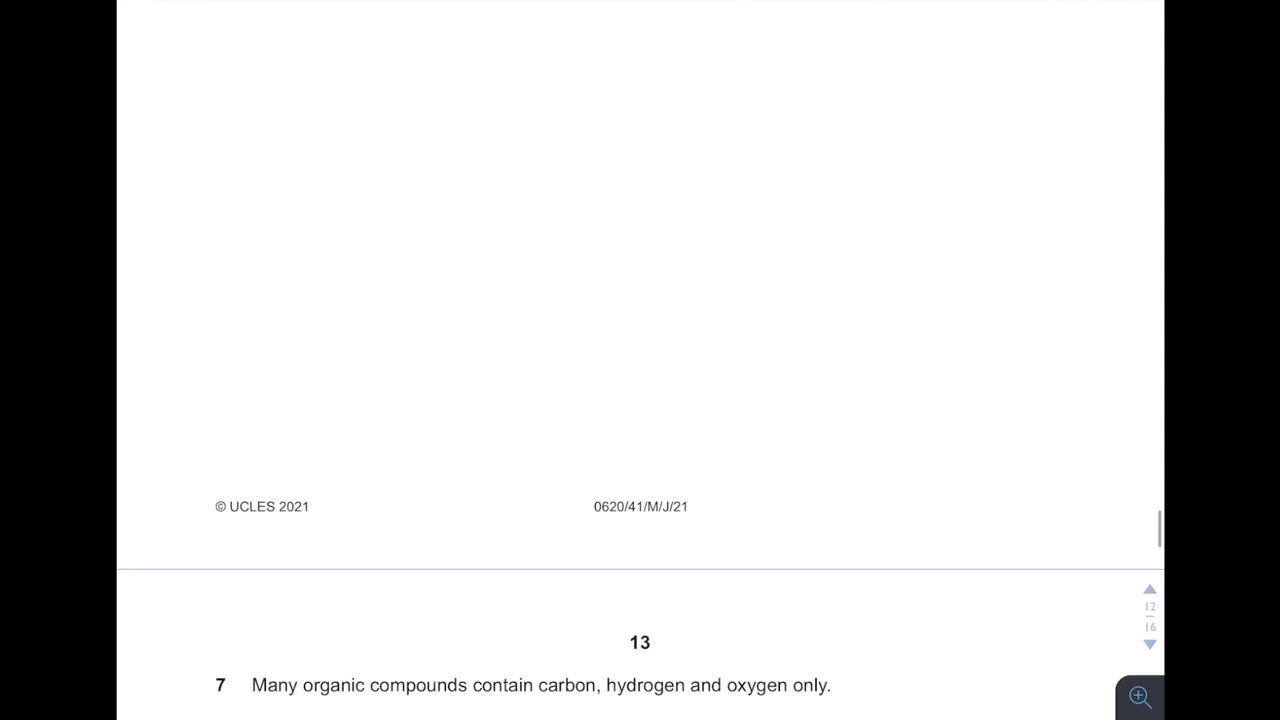 © UCLES 2021 0620/41/M/J/21
12
16
13
7 Many organic compounds contain carbon, hydrogen and oxygen only.